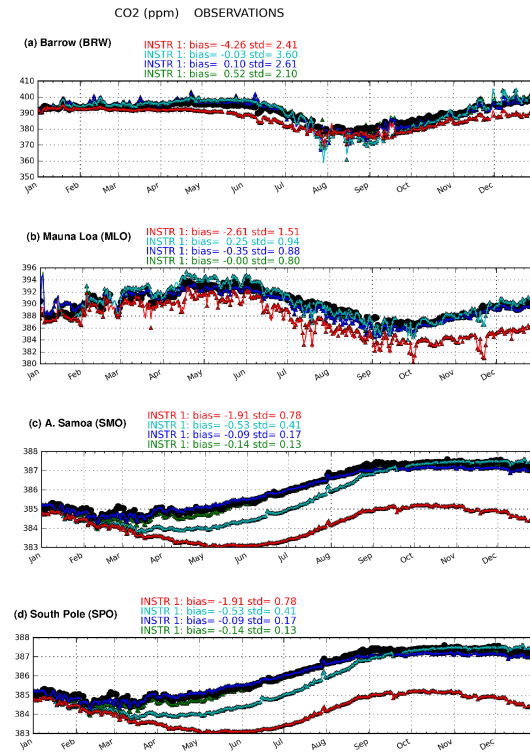 CO2 (ppm) OBSERVATIONS
(a) Barrow (BRW)
INSTR 1: bias= -4.26 std= 2.41
INSTR 1: bias= -0.03 std= 3.60
INSTR 1: bias= 0.10 std= 2.61
INSTR 1: bias= 0.52 std= 2.10
410
400
390
380
370
360
350
Jan Feb Mar Apr May Jun Jul Aug Sep Oct Nov Dec
(b) Mauna Loa (MLO)
INSTR 1: bias= -2.61 std= 1.51
INSTR 1: bias= 0.25 std= 0.94
INSTR 1: bias= -0.35 std= 0.88
INSTR 1: bias= -0.00 std= 0.80
396
394
392
390
388
386
384
382
380
Jan Feb Mar Apr May Jun Jul Aug Sep Oct Nov Dec
(c) A. Samoa (SMO)
INSTR 1: bias= -1.91 std= 0.78
INSTR 1: bias= -0.53 std= 0.41
INSTR 1: bias= -0.09 std= 0.17
INSTR 1: bias= -0.14 std= 0.13
388
387
386
385
384
383
Jan Feb Mar Apr May Jun Jul Aug Sep Oct Nov Dec
(d) South Pole (SPO)
INSTR 1: bias= -1.91 std= 0.78
INSTR 1: bias= -0.53 std= 0.41
INSTR 1: bias= -0.09 std= 0.17
INSTR 1: bias= -0.14 std= 0.13
388
387
386
385
384
383
Jan Feb Mar Apr May Jun Jul Aug Sep Oct Nov Dec